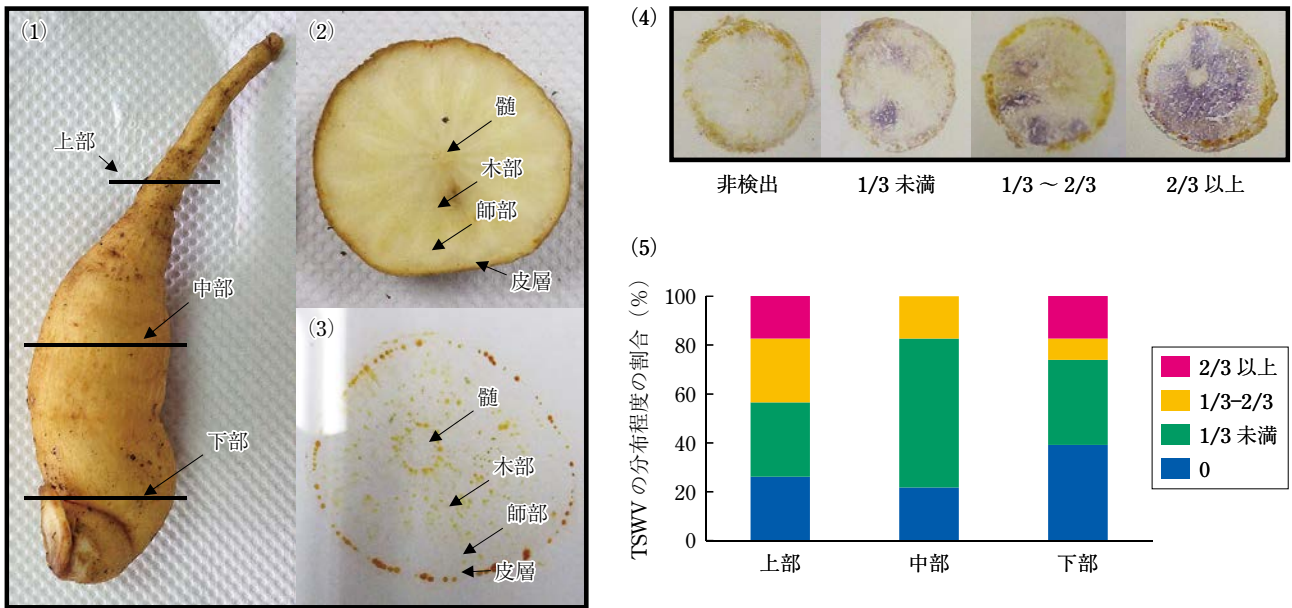 (1)
上部
中部
下部
(2)
髄
木部
師部
皮層
(3)
髄
木部
師部
皮層
(4)
非検出
1/3 未満
1/3 ～ 2/3
2/3 以上
(5)
TSWV の分布程度の割合 (%)
100
80
60
40
20
0
上部
中部
下部
2/3 以上
1/3-2/3
1/3 未満
0